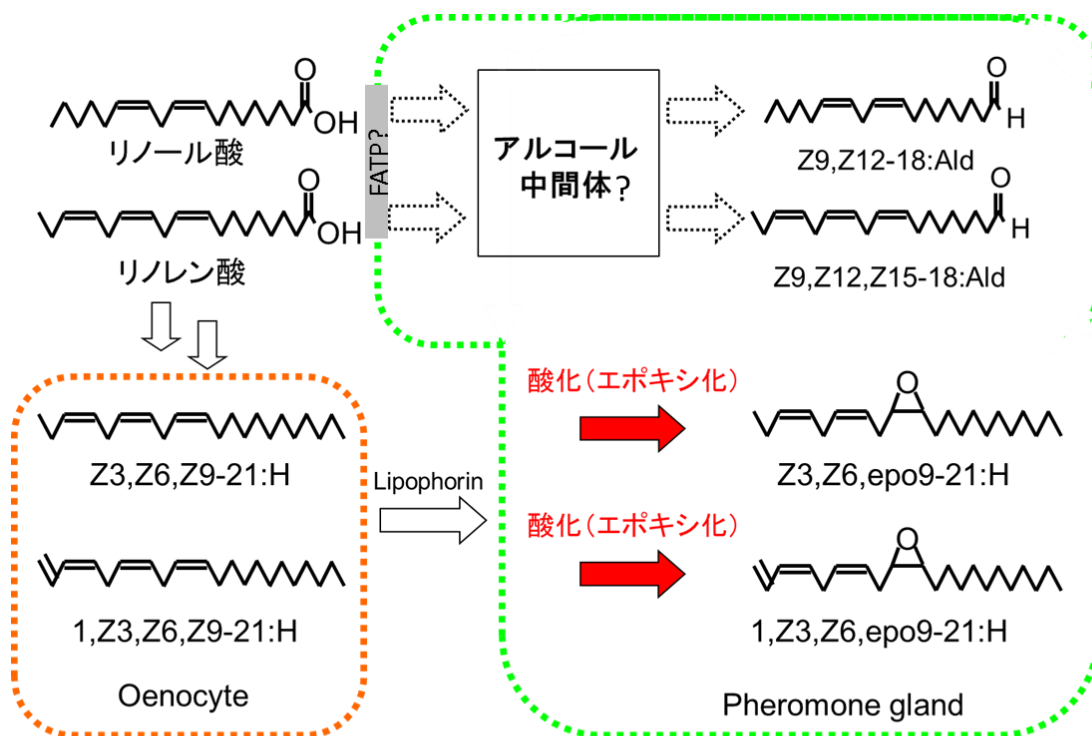 O
OH
リノール酸
FATP?
アルコール
中間体?
O
H
Z9,Z12-18:Ald
O
OH
リノレン酸
O
H
Z9,Z12,Z15-18:Ald
酸化(エポキシ化)
O
Z3,Z6,Z9-21:H
Z3,Z6,epo9-21:H
Lipophorin
酸化(エポキシ化)
O
1,Z3,Z6,Z9-21:H
1,Z3,Z6,epo9-21:H
Oenocyte
Pheromone gland